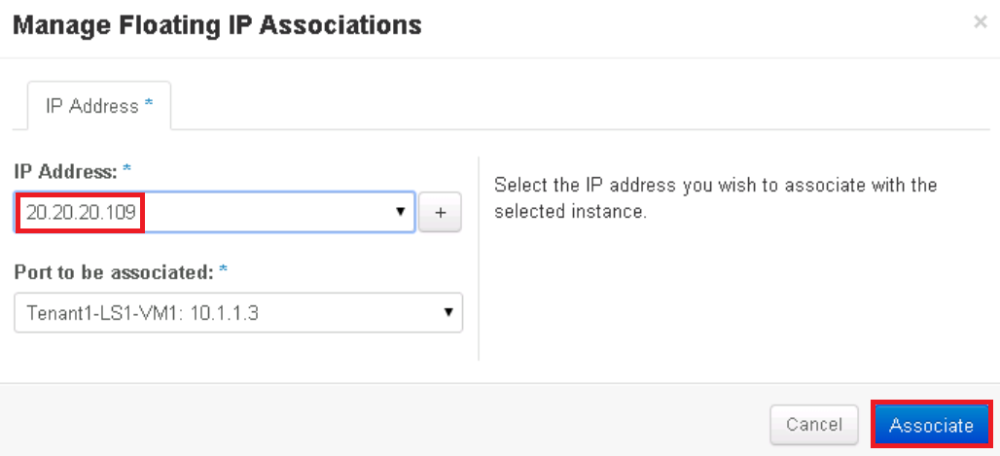 Manage Floating IP Associations
×
IP Address *
IP Address: *
20.20.20.109
+
Select the IP address you wish to associate with the
selected instance.
Port to be associated: *
Tenant1-LS1-VM1: 10.1.1.3
Cancel
Associate